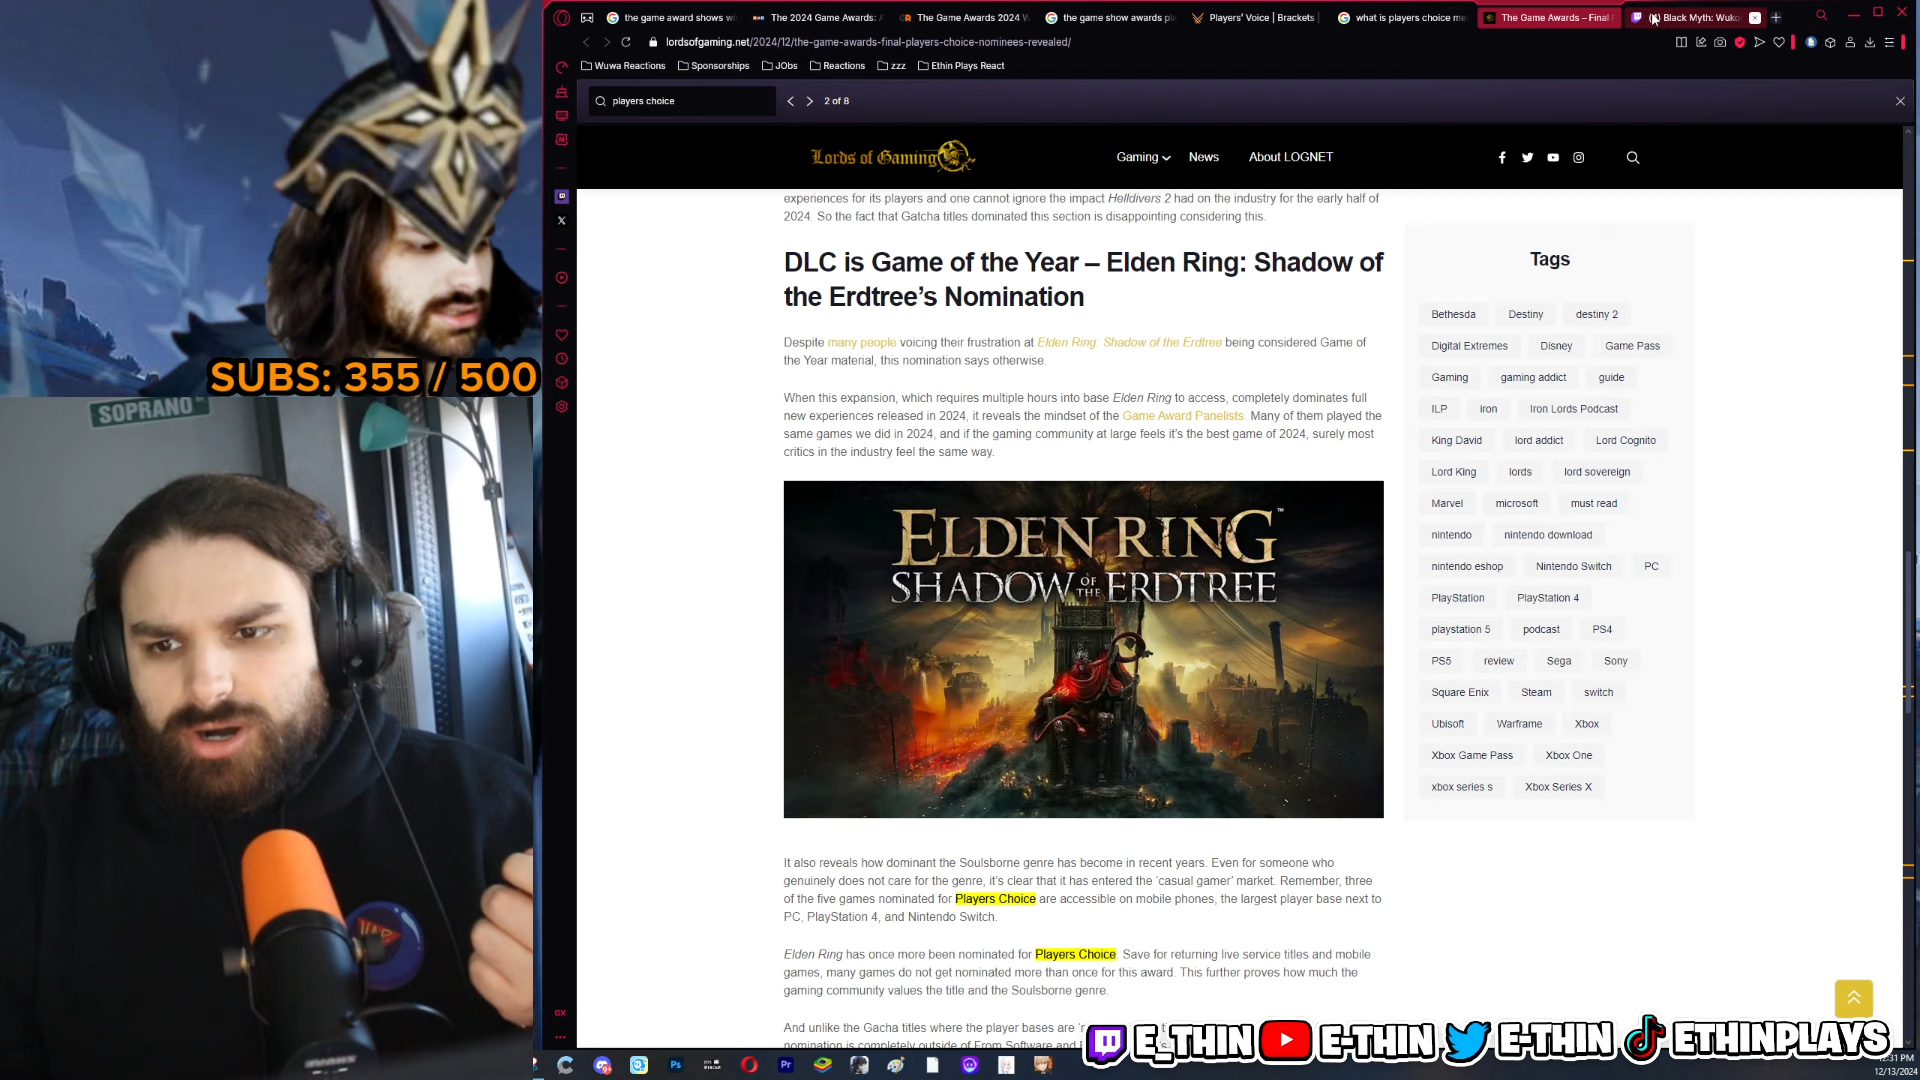 the game award shows wi
The 2024 Game Awards: A
The Game Awards 2024 W
the game show awards pl
Players' Voice | Brackets
what is players choice me
The Game Awards – Final
Black Myth: Wuko
lordsofgaming.net/2024/12/the-game-awards-final-players-choice-nominees-revealed/
Wuwa Reactions
Sponsorships
JObs
Reactions
zzz
Ethin Plays React
players choice
2 of 8
Lords of Gaming
Gaming
News
About LOGNET
experiences for its players and one cannot ignore the impact Helldivers 2 had on the industry for the early half of
2024. So the fact that Gatcha titles dominated this section is disappointing considering this.
DLC is Game of the Year – Elden Ring: Shadow of
the Erdtree's Nomination
Despite many people voicing their frustration at Elden Ring: Shadow of the Erdtree being considered Game of
the Year material, this nomination says otherwise.
When this expansion, which requires multiple hours into base Elden Ring to access, completely dominates full
new experiences released in 2024, it reveals the mindset of the Game Award Panelists. Many of them played the
same games we did in 2024, and if the gaming community at large feels it's the best game of 2024, surely most
critics in the industry feel the same way.
ELDEN RING™
SHADOW OF THE ERDTREE
It also reveals how dominant the Soulsborne genre has become in recent years. Even for someone who
genuinely does not care for the genre, it's clear that it has entered the 'casual gamer' market. Remember, three
of the five games nominated for Players Choice are accessible on mobile phones, the largest player base next to
PC, PlayStation 4, and Nintendo Switch.
Elden Ring has once more been nominated for Players Choice. Save for returning live service titles and mobile
games, many games do not get nominated more than once for this award. This further proves how much the
gaming community values the title and the Soulsborne genre.
And unlike the Gacha titles where the player bases are
nomination is completely outside of From Software and
Tags
Bethesda
Destiny
destiny 2
Digital Extremes
Disney
Game Pass
Gaming
gaming addict
guide
ILP
iron
Iron Lords Podcast
King David
lord addict
Lord Cognito
Lord King
lords
lord sovereign
Marvel
microsoft
must read
nintendo
nintendo download
nintendo eshop
Nintendo Switch
PC
PlayStation
PlayStation 4
playstation 5
podcast
PS4
PS5
review
Sega
Sony
Square Enix
Steam
switch
Ubisoft
Warframe
Xbox
Xbox Game Pass
Xbox One
xbox series s
Xbox Series X
SUBS: 355 / 500
SOPRANO
GX
Ps
Pr
E_THIN
E-THIN
E-THIN
ETHINPLAYS
12:31 PM
12/13/2024